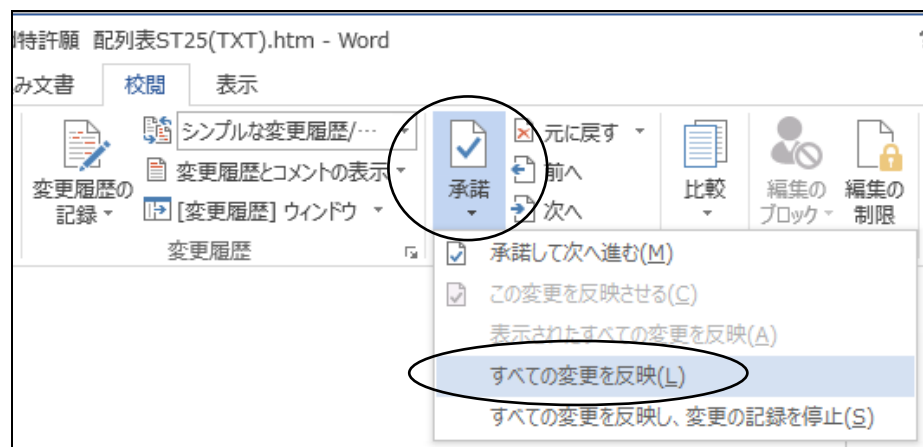 特許願 配列表ST25(TXT).htm - Word
み文書 校閲 表示
変更履歴の
記録
シンプルな変更履歴/…
変更履歴とコメントの表示
[変更履歴] ウィンドウ
変更履歴
承諾
元に戻す
前へ
次へ
比較
編集の
ブロック
編集の
制限
承諾して次へ進む(M)
この変更を反映させる(C)
表示されたすべての変更を反映(A)
すべての変更を反映(L)
すべての変更を反映し、変更の記録を停止(S)